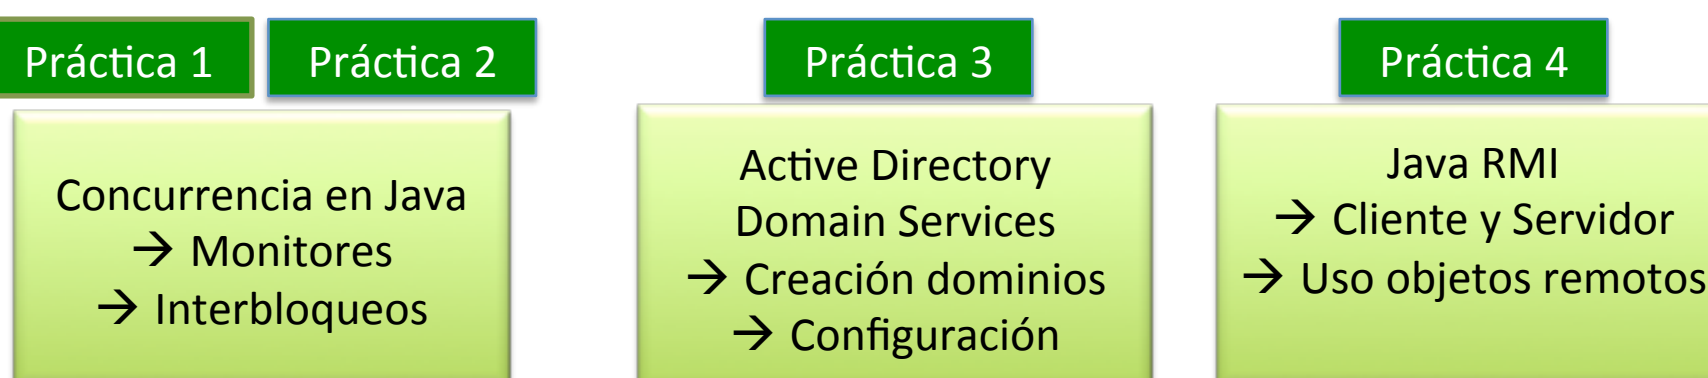 Práctica 1
Práctica 2
Concurrencia en Java
→ Monitores
→ Interbloqueos
Práctica 3
Active Directory
Domain Services
→ Creación dominios
→ Configuración
Práctica 4
Java RMI
→ Cliente y Servidor
→ Uso objetos remotos